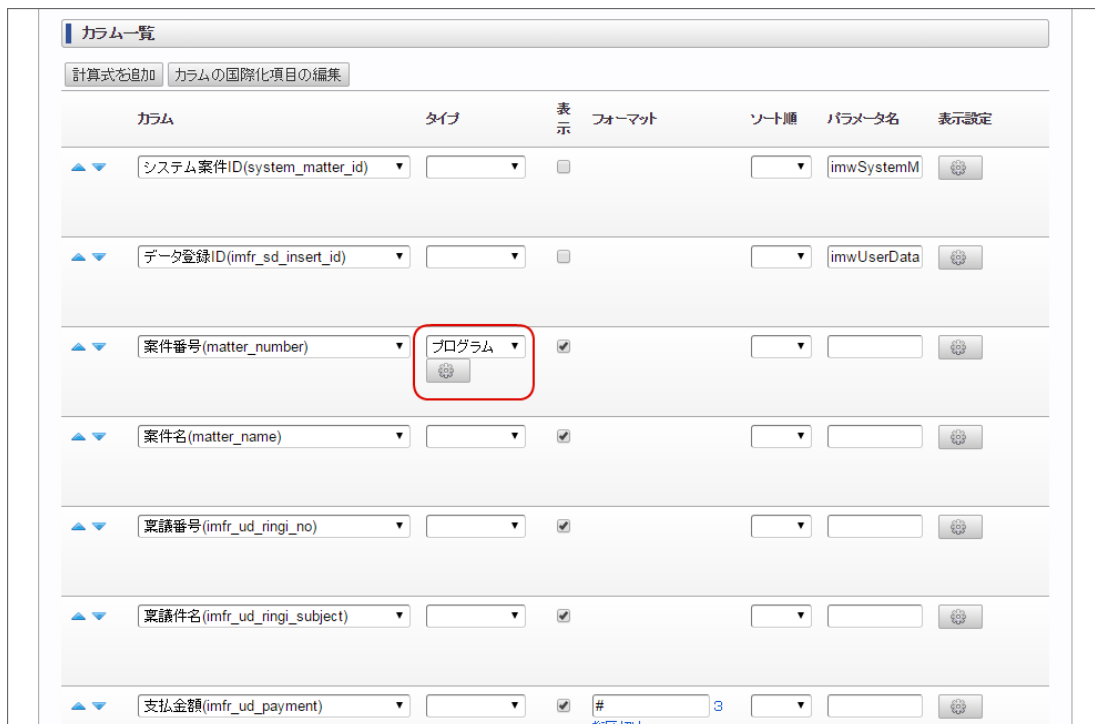 カラム一覧
計算式を追加 カラムの国際化項目の編集
カラム タイプ 表示 フォーマット ソート順 パラメータ名 表示設定
システム案件ID(system_matter_id) imwSystemM
データ登録ID(imfr_sd_insert_id) imwUserData
案件番号(matter_number) プログラム
案件名(matter_name)
稟議番号(imfr_ud_ringi_no)
稟議件名(imfr_ud_ringi_subject)
支払金額(imfr_ud_payment) # 3